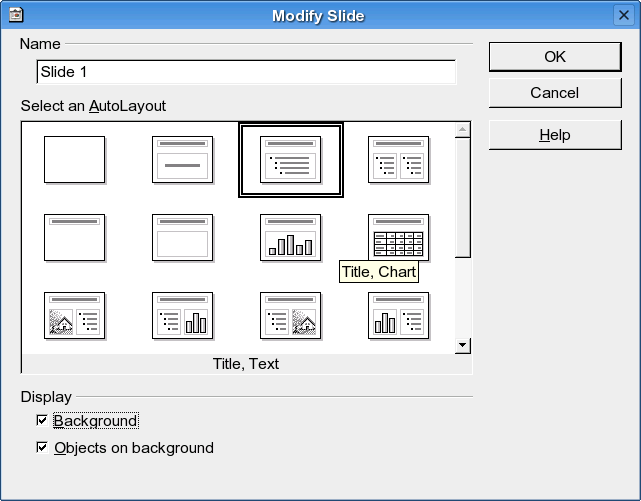 Modify Slide
Name
Slide 1
OK
Cancel
Help
Select an AutoLayout
Title, Chart
Title, Text
Display
Background
Objects on background